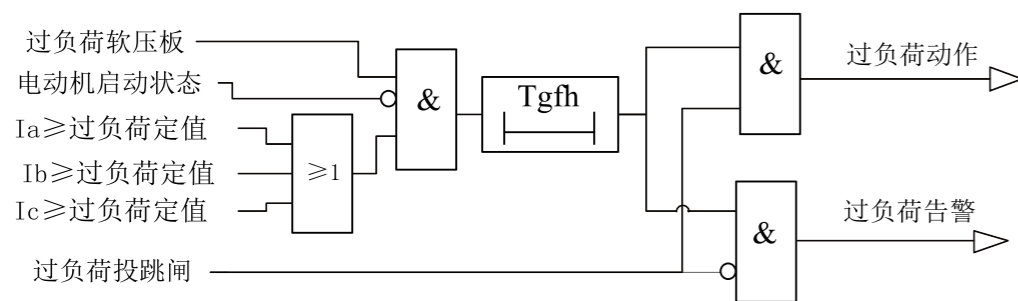 过负荷软压板
电动机启动状态
Ia≥过负荷定值
Ib≥过负荷定值
Ic≥过负荷定值
过负荷投跳闸
≥1
&
Tgfh
&
过负荷动作
&
过负荷告警